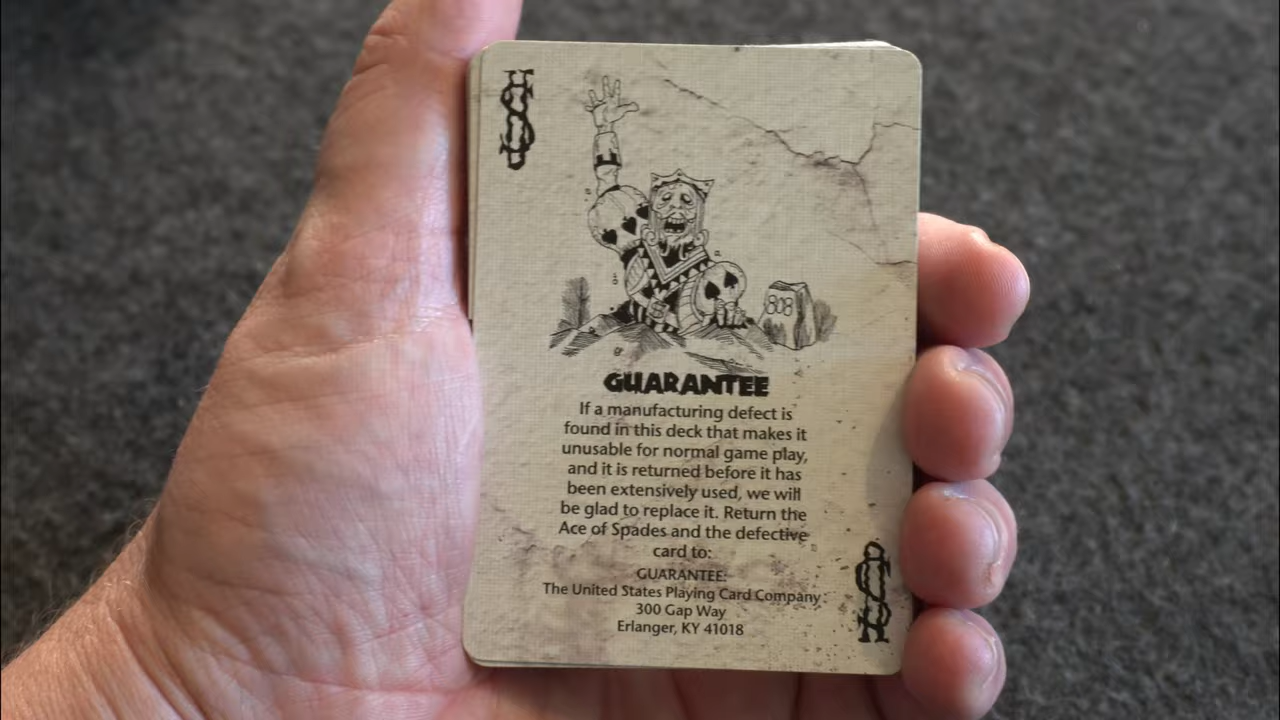 808
GUARANTEE
If a manufacturing defect is
found in this deck that makes it
unusable for normal game play,
and it is returned before it has
been extensively used, we will
be glad to replace it. Return the
Ace of Spades and the defective
card to:
GUARANTEE:
The United States Playing Card Company:
300 Gap Way
Erlanger, KY 41018